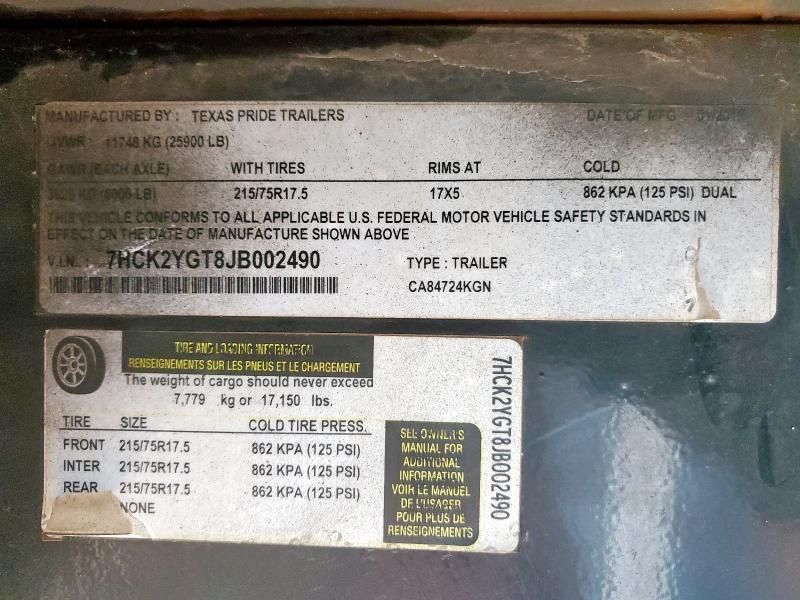 MANUFACTURED BY : TEXAS PRIDE TRAILERS DATE OF MFG
GVWR : 11748 KG (25900 LB)
GAWR (EACH AXLE) WITH TIRES RIMS AT COLD
KG LB) 215/75R17.5 17X5 862 KPA (125 PSI) DUAL
THIS VEHICLE CONFORMS TO ALL APPLICABLE U.S. FEDERAL MOTOR VEHICLE SAFETY STANDARDS IN
EFFECT ON THE DATE OF MANUFACTURE SHOWN ABOVE
V.I.N.: 7HCK2YGT8JB002490 TYPE : TRAILER
CA84724KGN
TIRE AND LOADING INFORMATION
RENSEIGNEMENTS SUR LES PNEUS ET LE CHARGEMENT
The weight of cargo should never exceed
7,779 kg or 17,150 lbs.
TIRE SIZE COLD TIRE PRESS.
FRONT 215/75R17.5 862 KPA (125 PSI)
INTER 215/75R17.5 862 KPA (125 PSI)
REAR 215/75R17.5 862 KPA (125 PSI)
NONE
SEE OWNER'S
MANUAL FOR
ADDITIONAL
INFORMATION
VOIR LE MANUEL
DE L'USAGER
POUR PLUS DE
RENSEIGNEMENTS
7HCK2YGT8JB002490